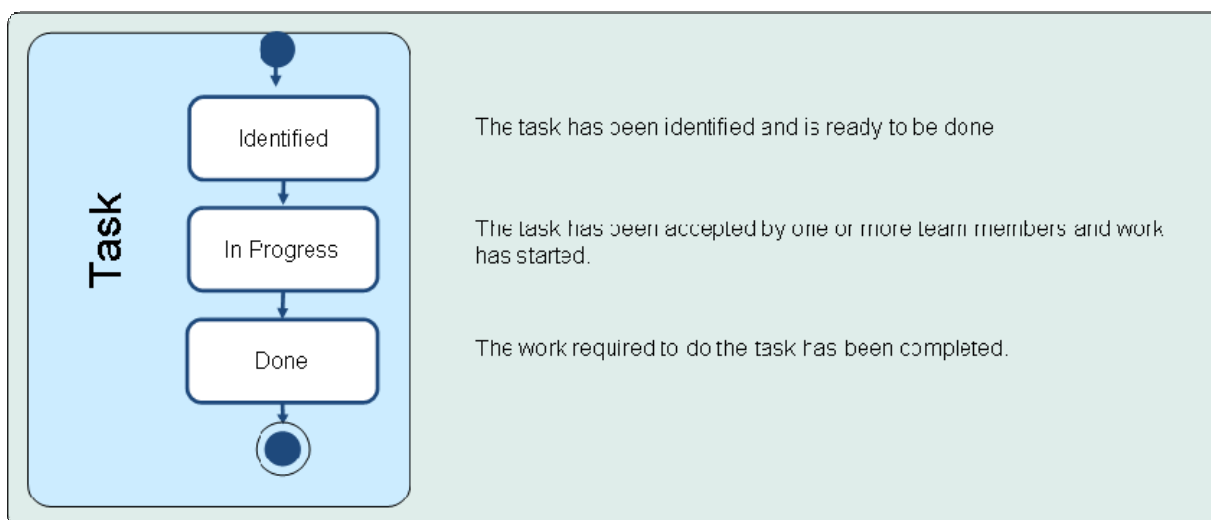 Task
Identified
The task has been identified and is ready to be done
In Progress
The task has been accepted by one or more team members and work
has started.
Done
The work required to do the task has been completed.